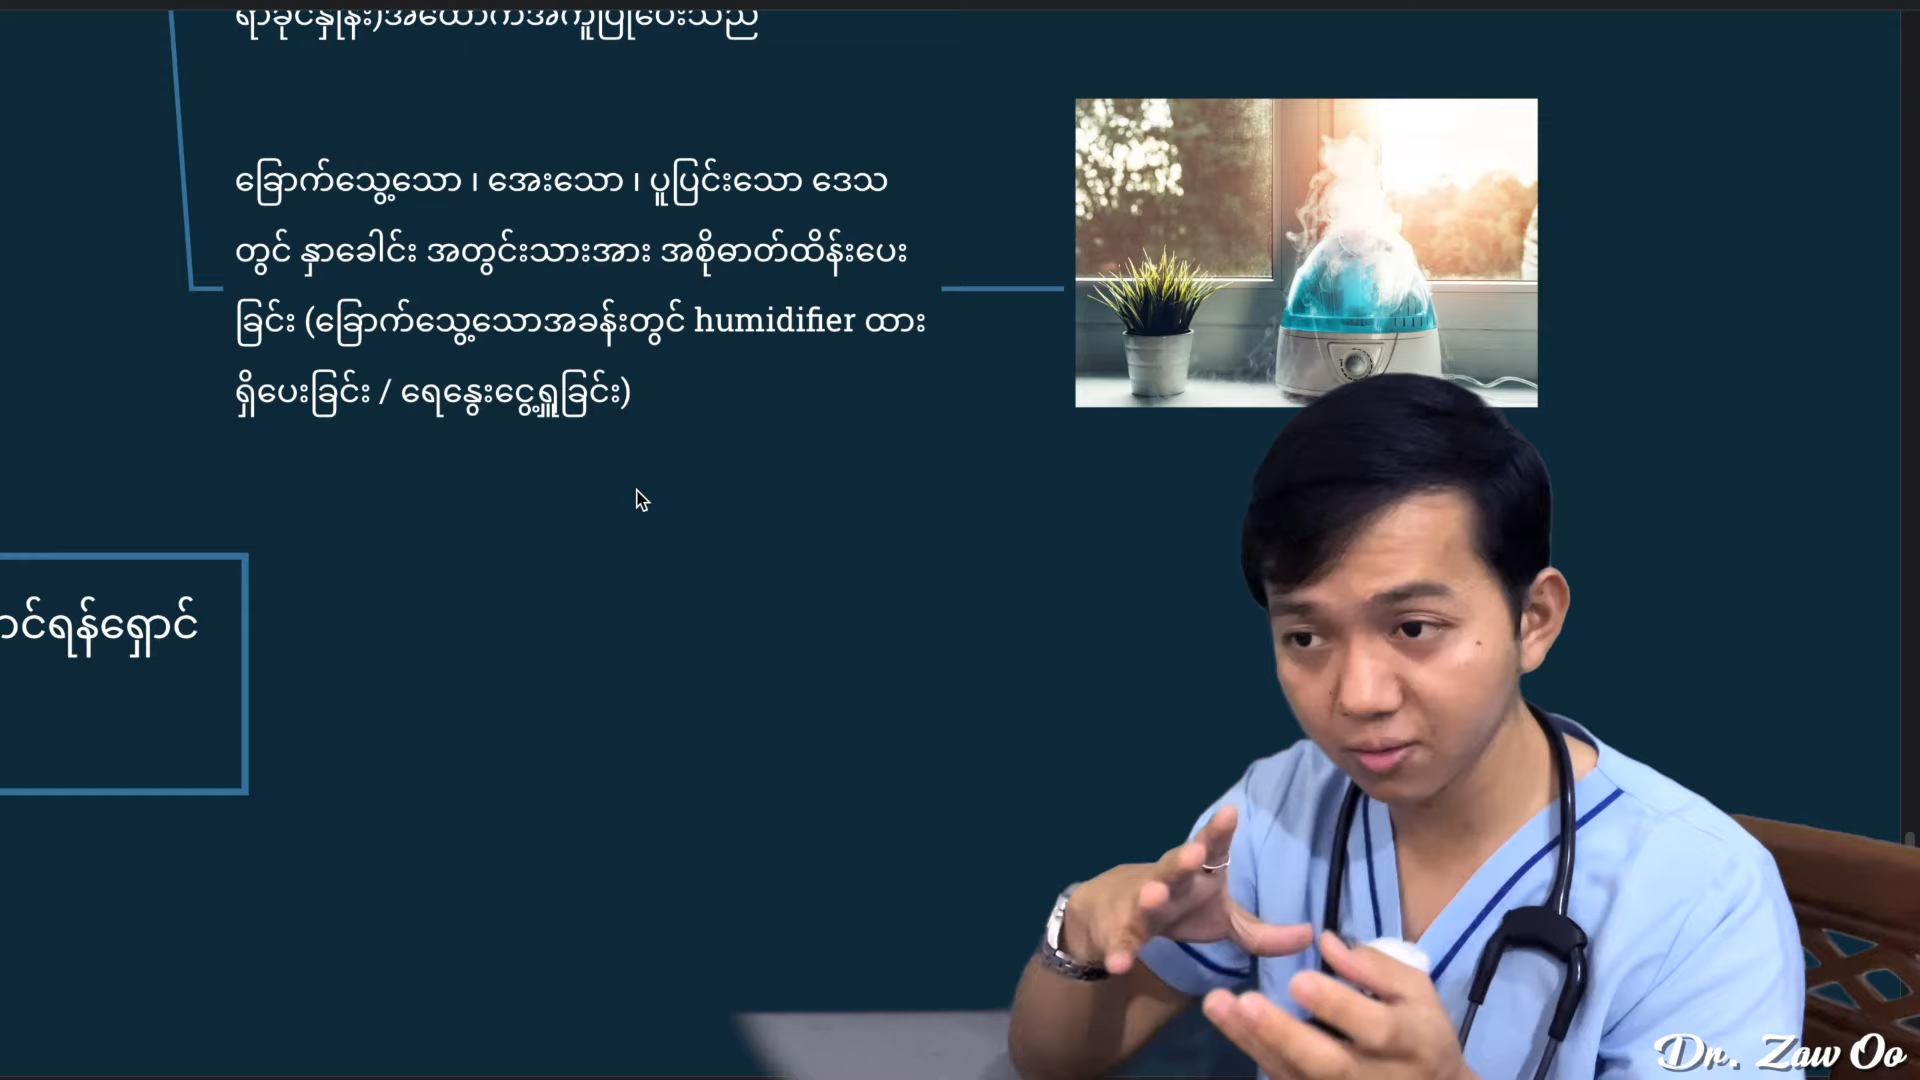 ခြောက်သွေ့သော ၊ အေးသော ၊ ပူပြင်းသော ဒေသ
တွင် နှာခေါင်း အတွင်းသားအား အစိုဓာတ်ထိန်းပေး
ခြင်း (ခြောက်သွေ့သောအခန်းတွင် humidifier ထား
ရှိပေးခြင်း / ရေနွေးငွေ့ရှူခြင်း)
င်ရန်ရှောင်
Dr. Zaw Oo